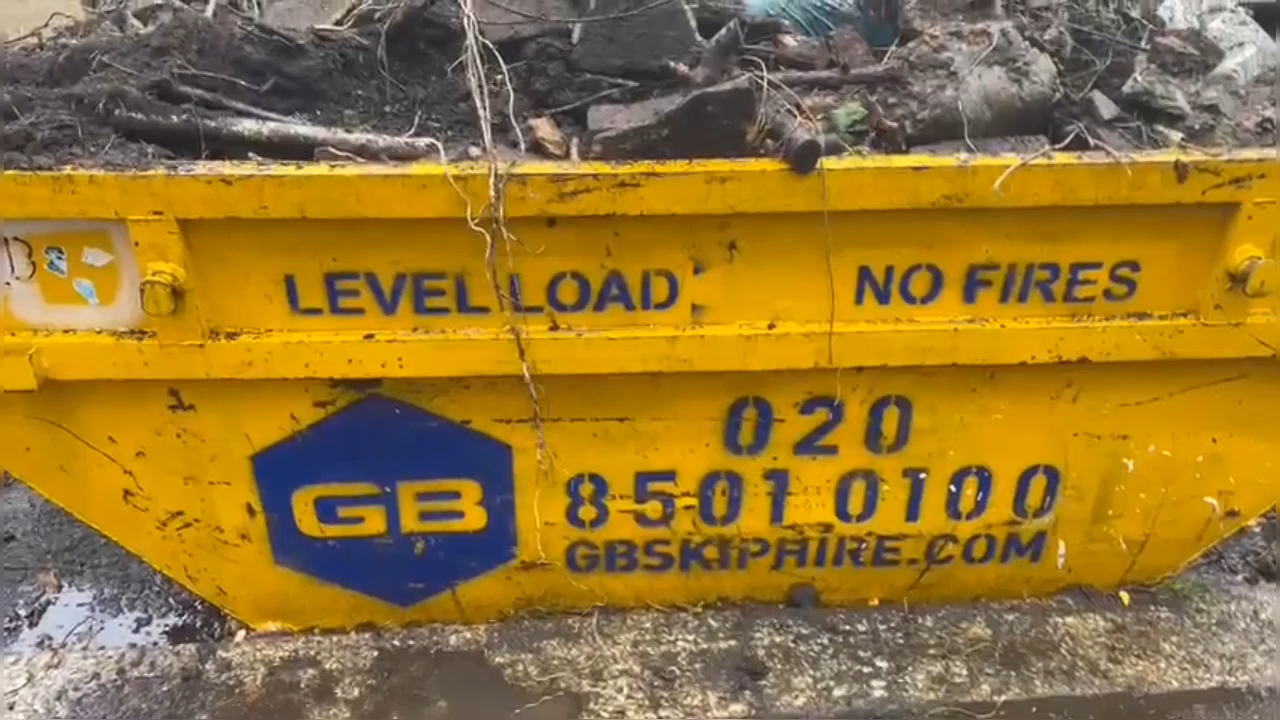 LEVEL LOAD
NO FIRES
GB
020
8501 0100
GBSKIPHIRE.COM